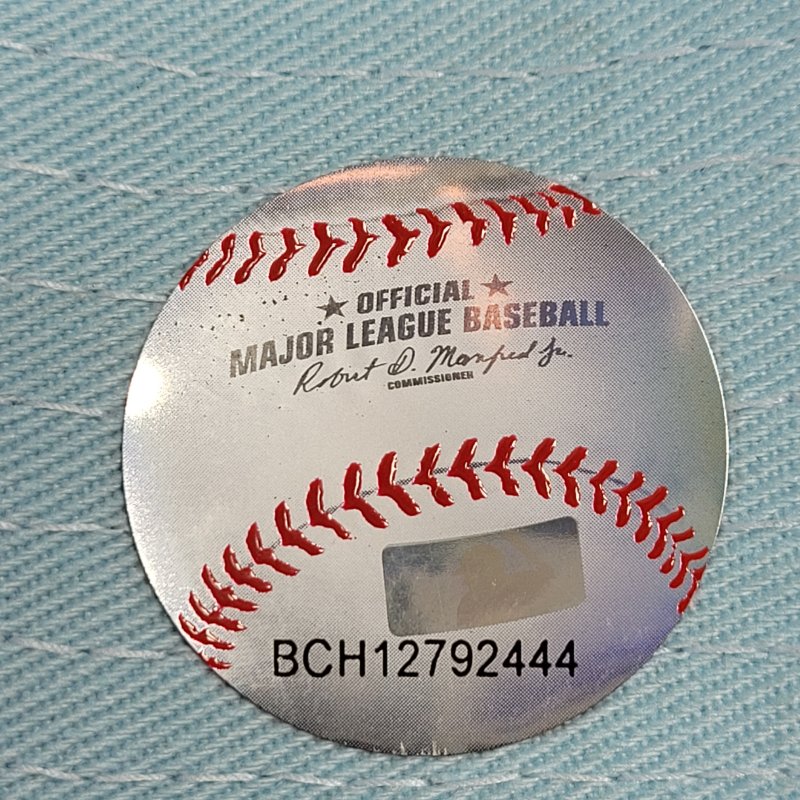 ★ OFFICIAL ★
MAJOR LEAGUE BASEBALL
Robert D. Manfred Jr.
COMMISSIONER
BCH12792444